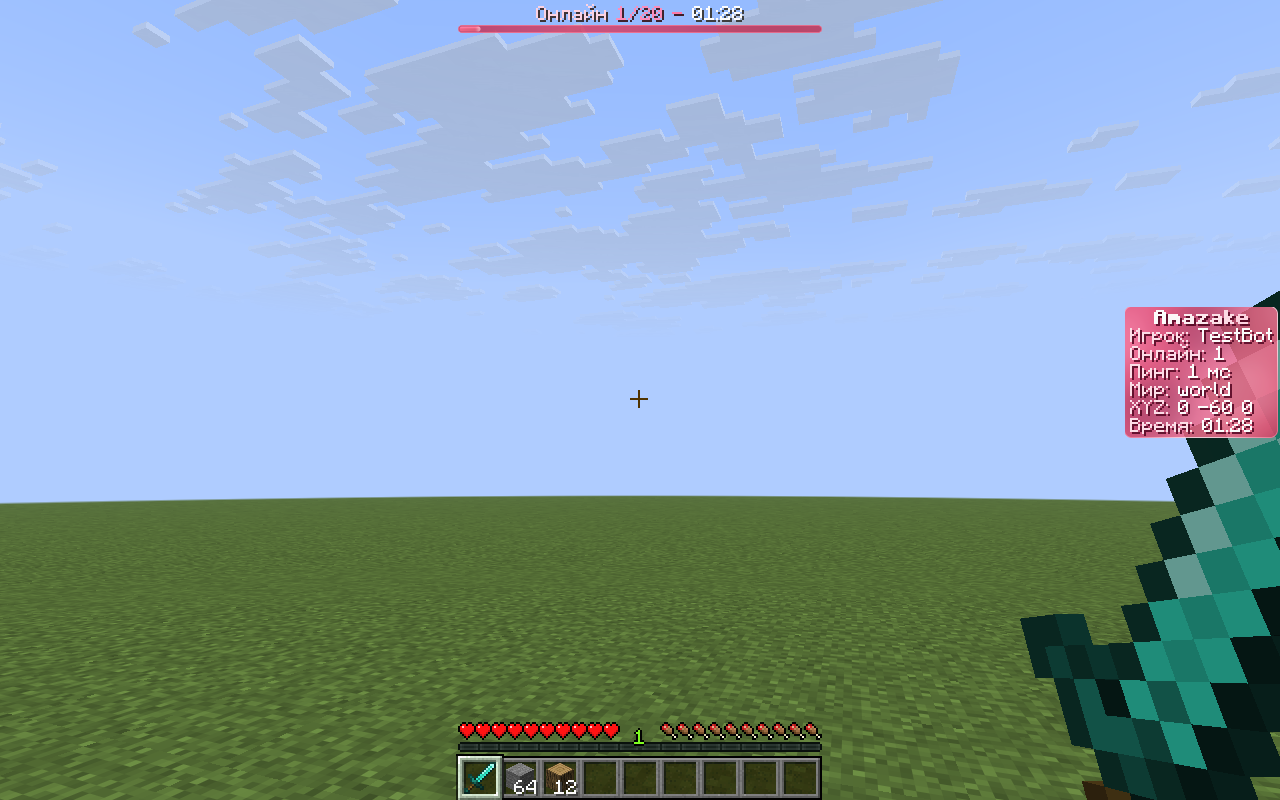 Онлайн 1/20 - 01:28
Amazake
Игрок: TestBot
Онлайн: 1
Пинг: 1 мс
Мир: world
XYZ: 0 -60 0
Время: 01:28
1
64 12